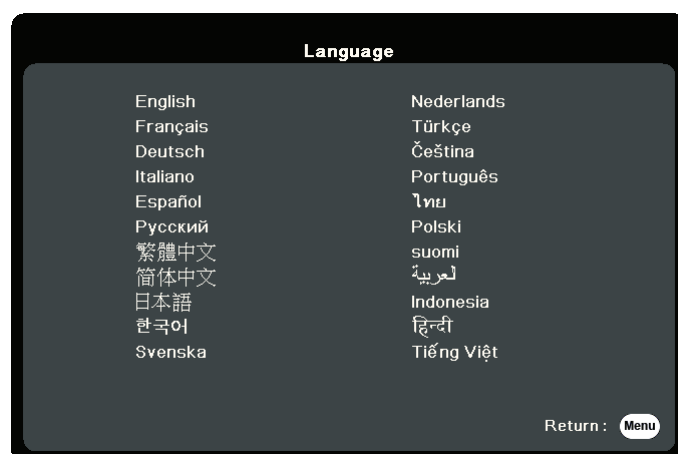 Language
English
Français
Deutsch
Italiano
Español
Русский
繁體中文
简体中文
日本語
한국어
Svenska
Nederlands
Türkçe
Čeština
Português
ไทย
Polski
suomi
لعربية
Indonesia
हिन्दी
Tiếng Việt
Return : Menu